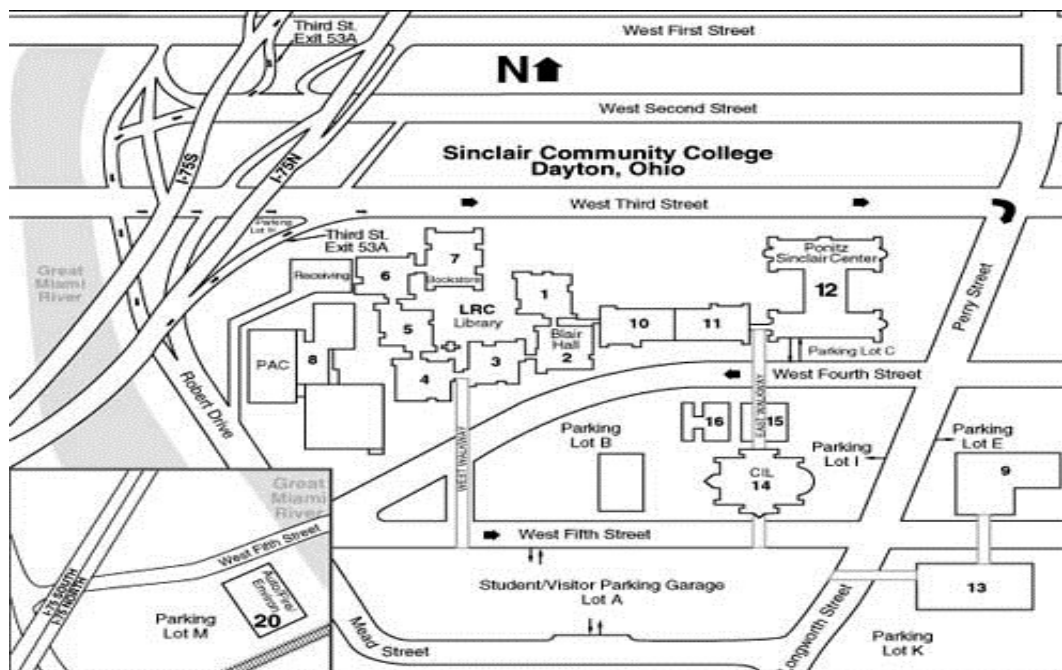 Third St.
Exit 53A
West First Street
N
West Second Street
I-75S
I-75N
Sinclair Community College
Dayton, Ohio
West Third Street
Parking
Third St.
Exit 53A
Great
Miami
River
Receiving
6
7
Bookstore
LRC
Library
1
Ponitz
Sinclair Center
12
Perry Street
5
10
11
Blair
Hall
2
3
4
PAC
8
Parking Lot C
West Fourth Street
Robert Drive
WEST WALKWAY
EAST WALKWAY
Parking
Lot B
16
15
Parking
Lot I
Parking
Lot E
9
CIL
14
West Fifth Street
Student/Visitor Parking Garage
Lot A
13
Longworth Street
Parking
Lot K
Mead Street
Great
Miami
River
West Fifth Street
I-75 SOUTH
I-75 NORTH
Auto/Fire/
Environ
20
Parking
Lot M